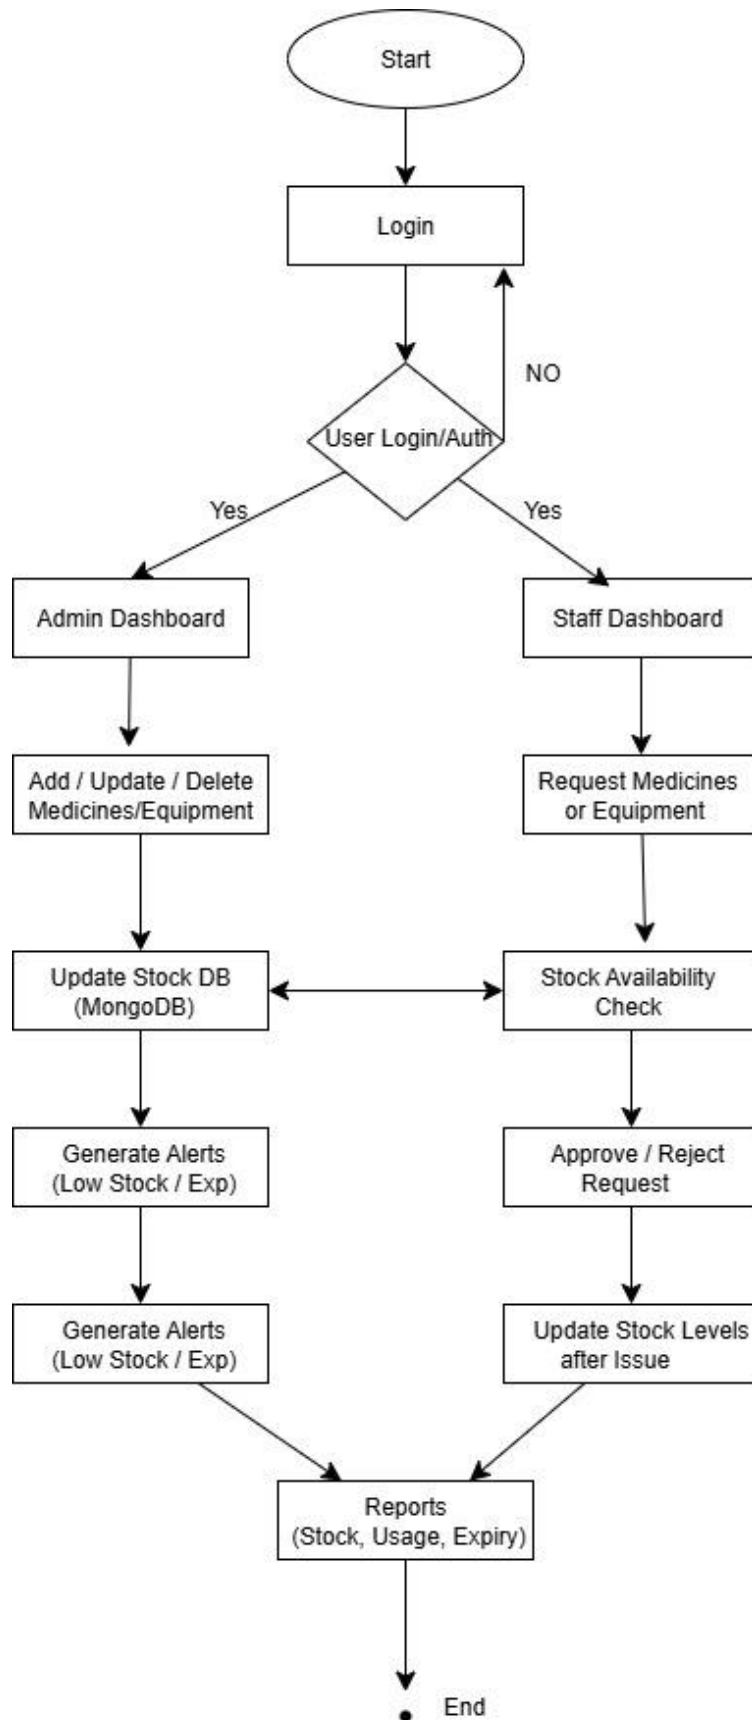 Start
Login
NO
User Login/Auth
Yes
Yes
Admin Dashboard
Staff Dashboard
Add / Update / Delete
Medicines/Equipment
Request Medicines
or Equipment
Update Stock DB
(MongoDB)
Stock Availability
Check
Generate Alerts
(Low Stock / Exp)
Approve / Reject
Request
Generate Alerts
(Low Stock / Exp)
Update Stock Levels
after Issue
Reports
(Stock, Usage, Expiry)
End